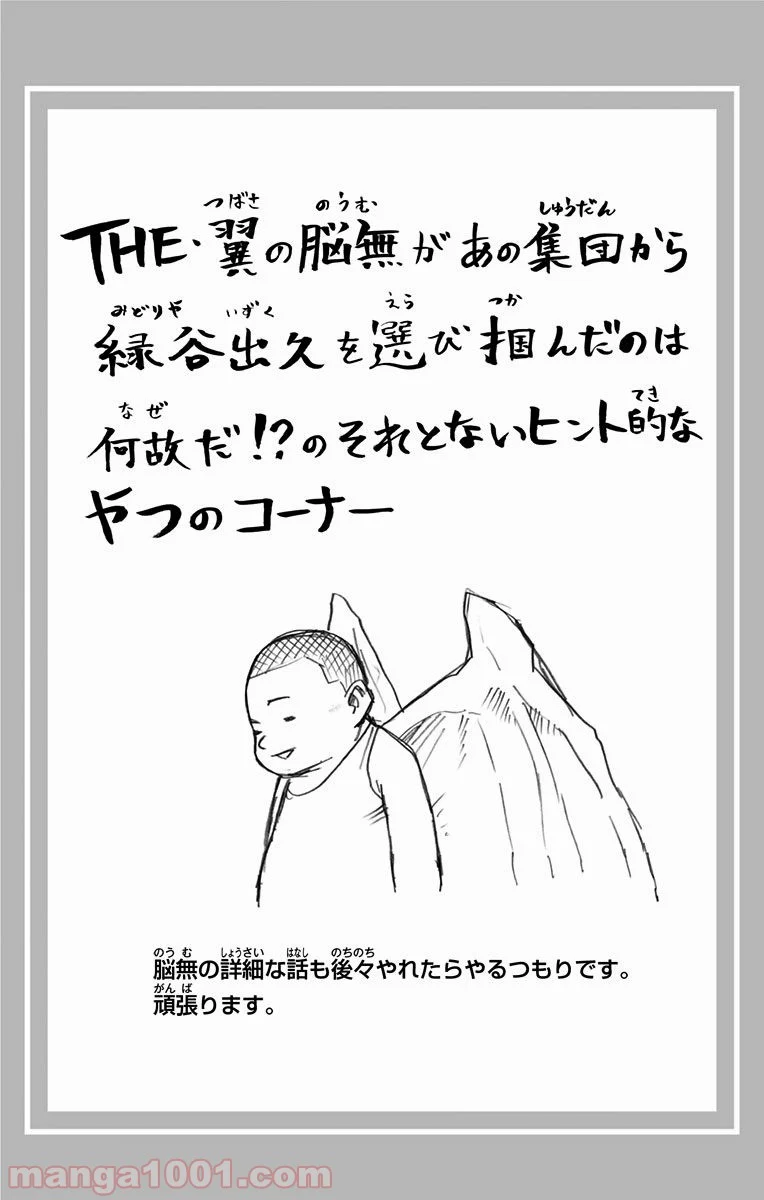 THE・翼の脳無があの集団から
緑谷出久を選び掴んだのは
何故だ!?のそれとないヒント的な
やつのコーナー
脳無の詳細な話も後々やれたらやるつもりです。
頑張ります。
manga1001.com